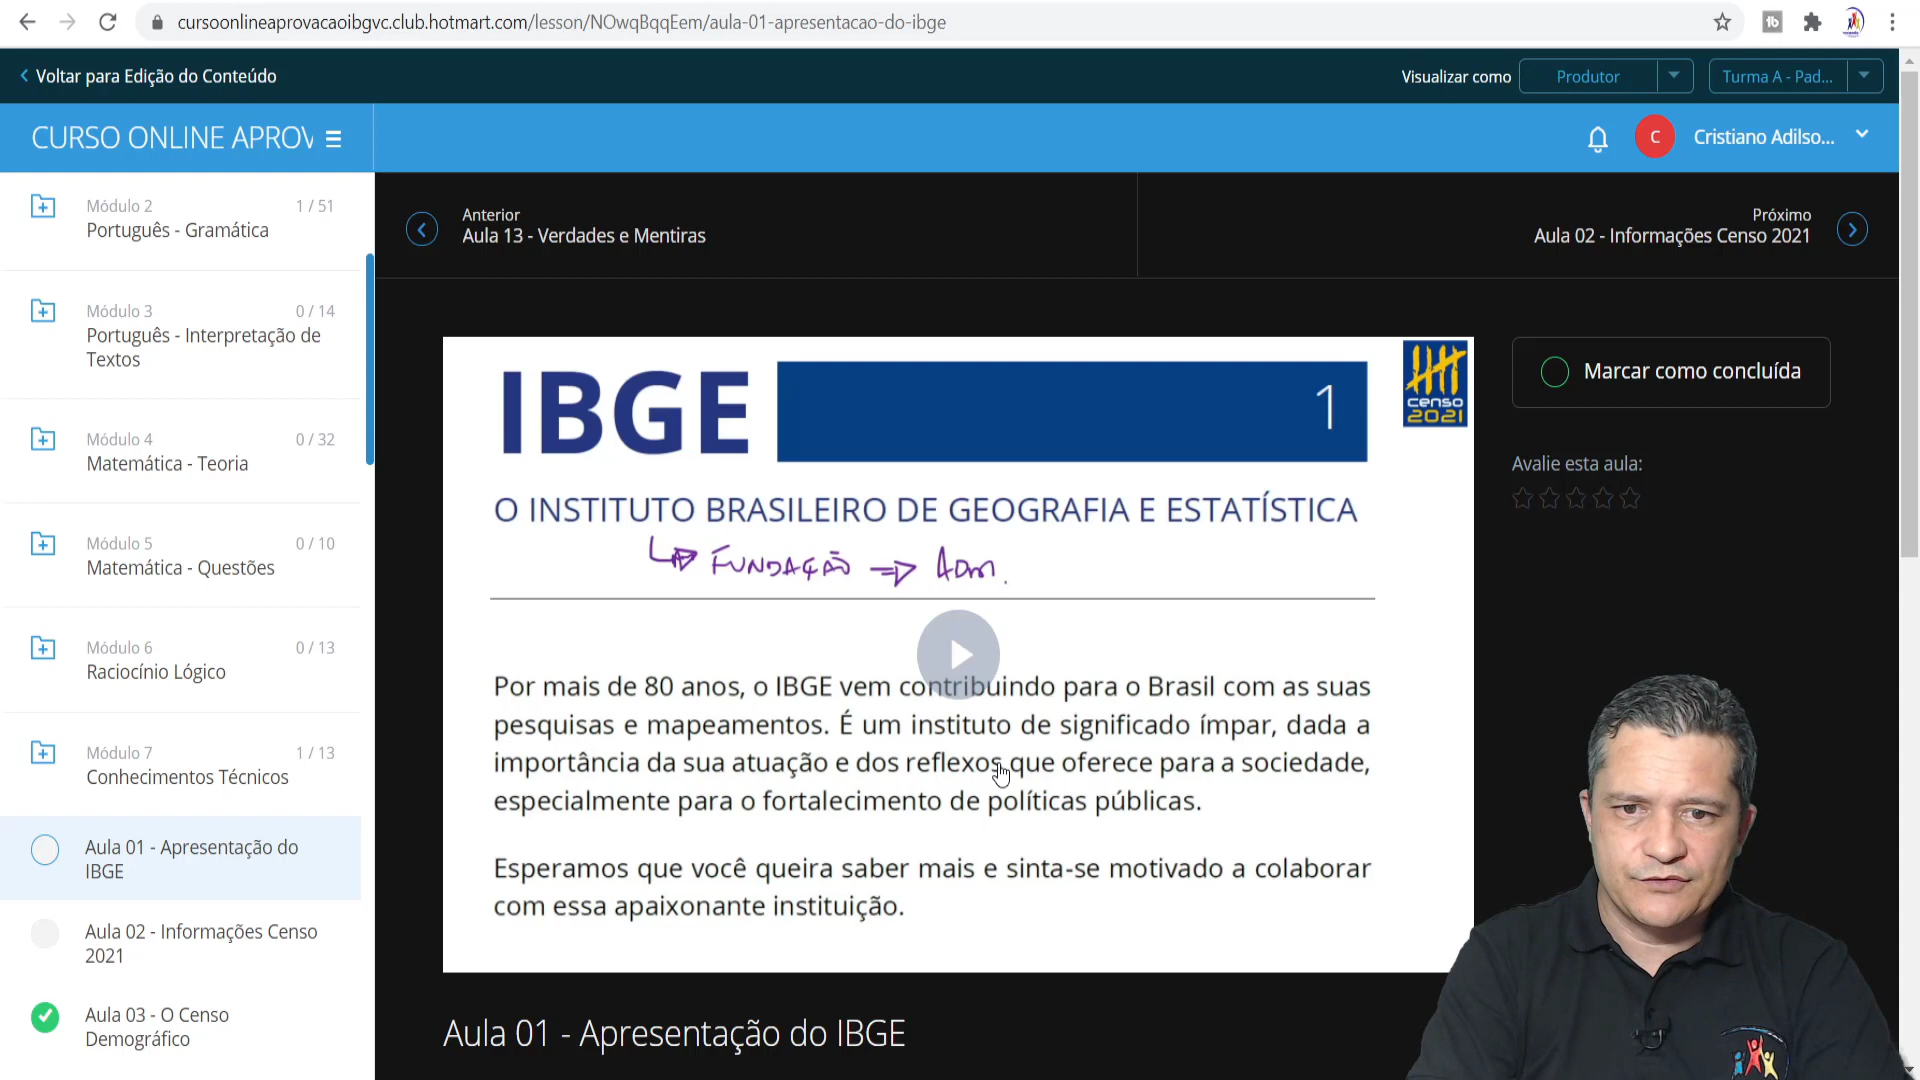 cursoonlineaprovacaoibgvc.club.hotmart.com/lesson/NOwqBqqEem/aula-01-apresentacao-do-ibge
Voltar para Edição do Conteúdo
Visualizar como
Produtor
Turma A - Pad...
CURSO ONLINE APROV
C
Cristiano Adilso...
Módulo 2
1 / 51
Português - Gramática
Módulo 3
0 / 14
Português - Interpretação de
Textos
Módulo 4
0 / 32
Matemática - Teoria
Módulo 5
0 / 10
Matemática - Questões
Módulo 6
0 / 13
Raciocínio Lógico
Módulo 7
1 / 13
Conhecimentos Técnicos
Aula 01 - Apresentação do
IBGE
Aula 02 - Informações Censo
2021
Aula 03 - O Censo
Demográfico
Anterior
Aula 13 - Verdades e Mentiras
Próximo
Aula 02 - Informações Censo 2021
IBGE
1
censo
2021
O INSTITUTO BRASILEIRO DE GEOGRAFIA E ESTATÍSTICA
FUNDAÇÃO ⇒ Adm.
Por mais de 80 anos, o IBGE vem contribuindo para o Brasil com as suas
pesquisas e mapeamentos. É um instituto de significado ímpar, dada a
importância da sua atuação e dos reflexos que oferece para a sociedade,
especialmente para o fortalecimento de políticas públicas.
Esperamos que você queira saber mais e sinta-se motivado a colaborar
com essa apaixonante instituição.
Marcar como concluída
Avalie esta aula:
Aula 01 - Apresentação do IBGE